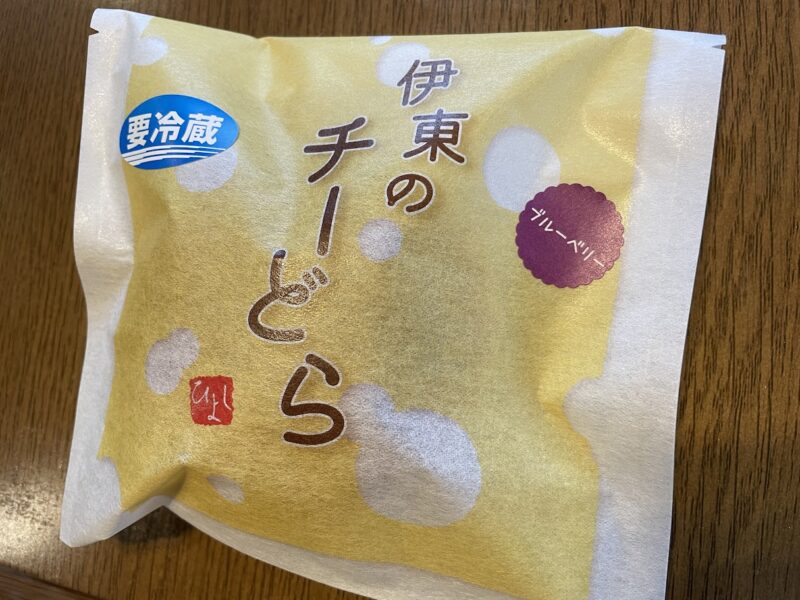 伊東の
チーどら
要冷蔵
ブルーベリー
ひよし